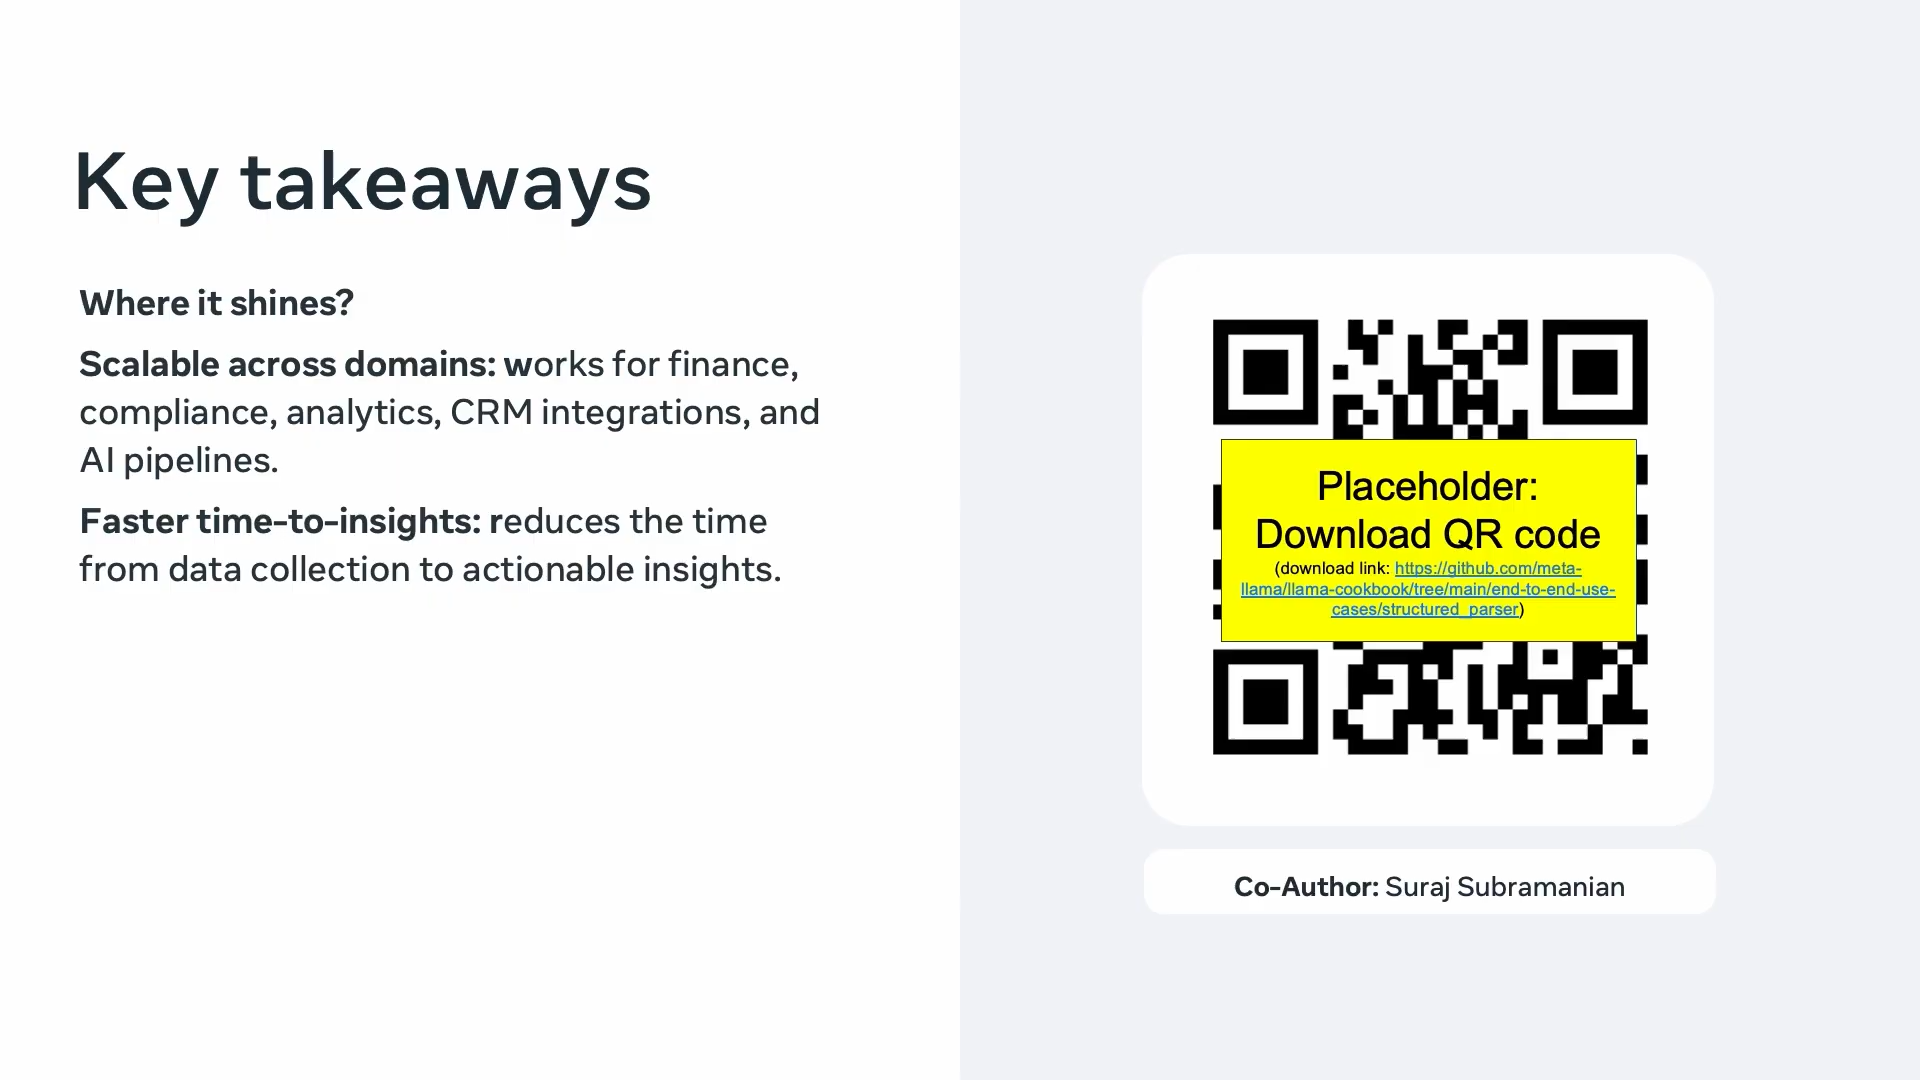 Key takeaways
Where it shines?
Scalable across domains: works for finance,
compliance, analytics, CRM integrations, and
AI pipelines.
Faster time-to-insights: reduces the time
from data collection to actionable insights.
Placeholder:
Download QR code
(download link: https://github.com/meta-
llama/llama-cookbook/tree/main/end-to-end-use-
cases/structured_parser)
Co-Author: Suraj Subramanian